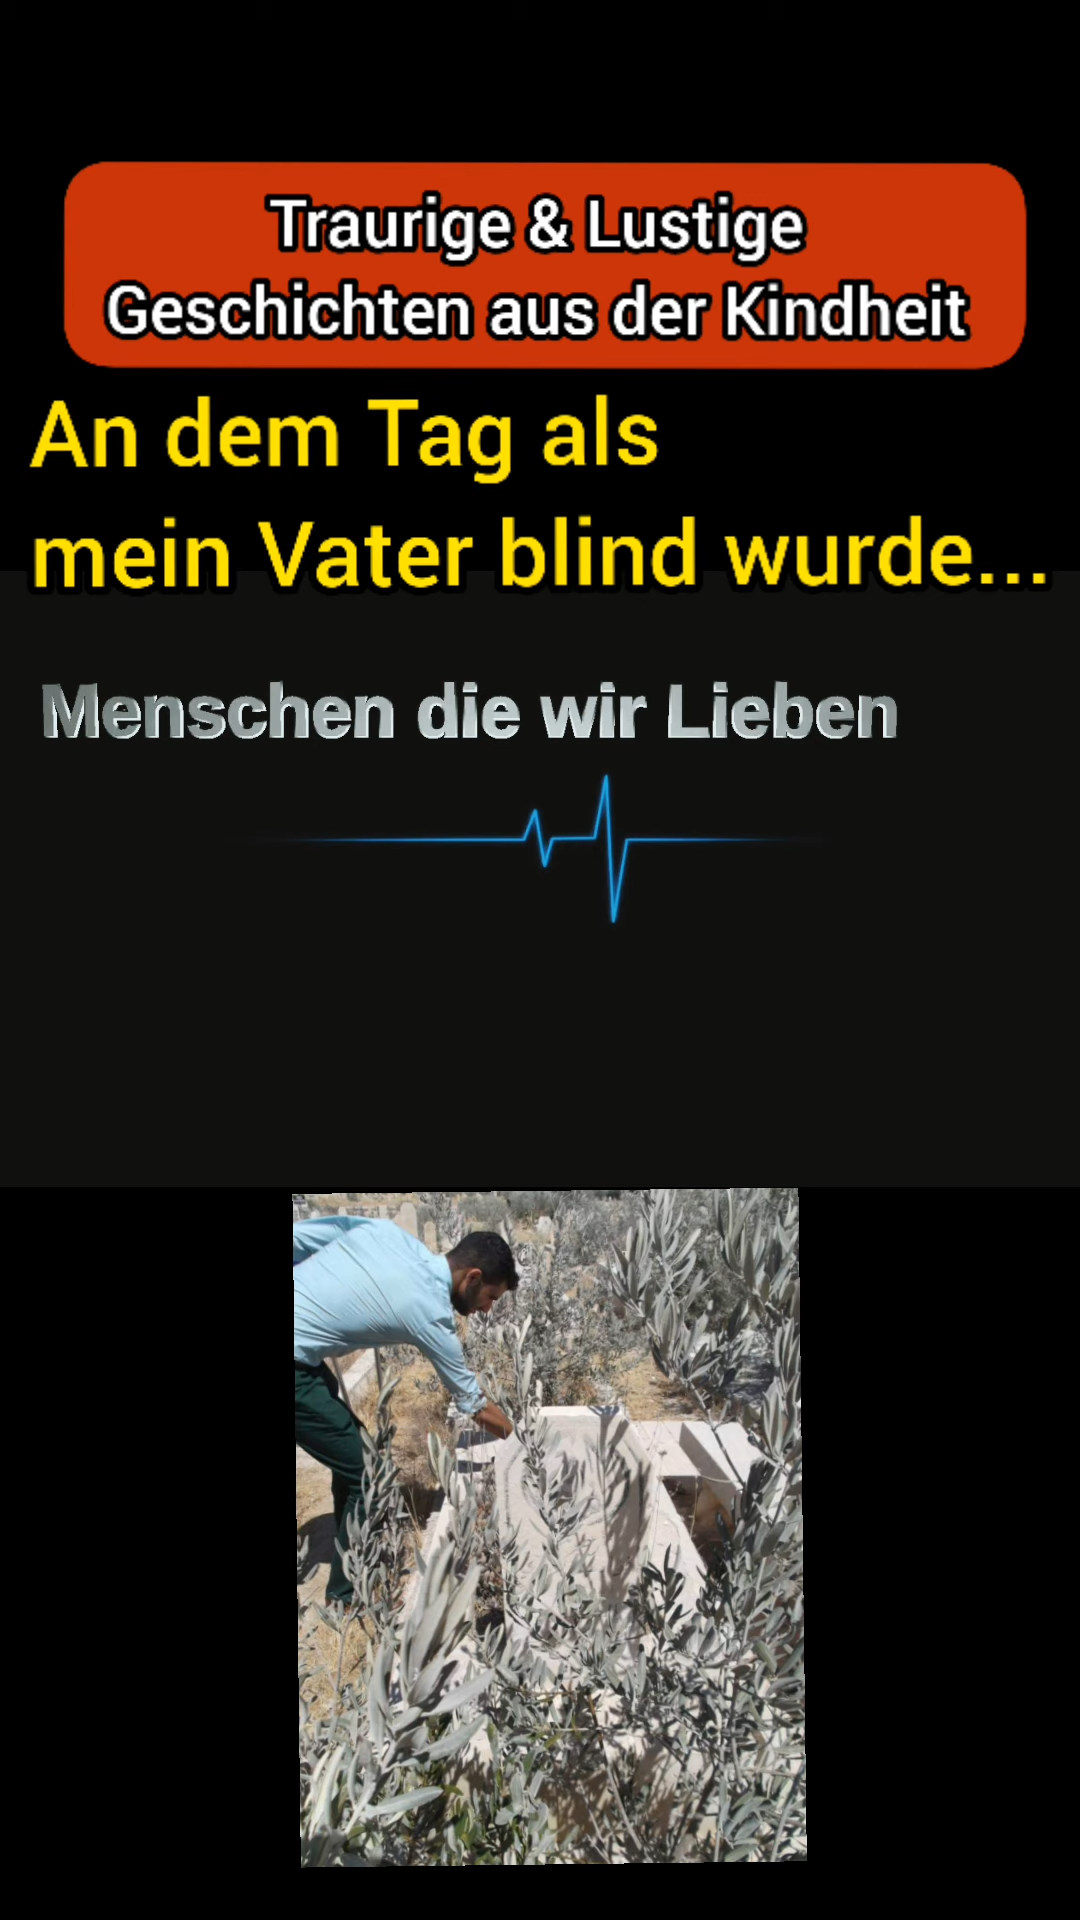 Traurige & Lustige
Geschichten aus der Kindheit
An dem Tag als
mein Vater blind wurde...
Menschen die wir Lieben